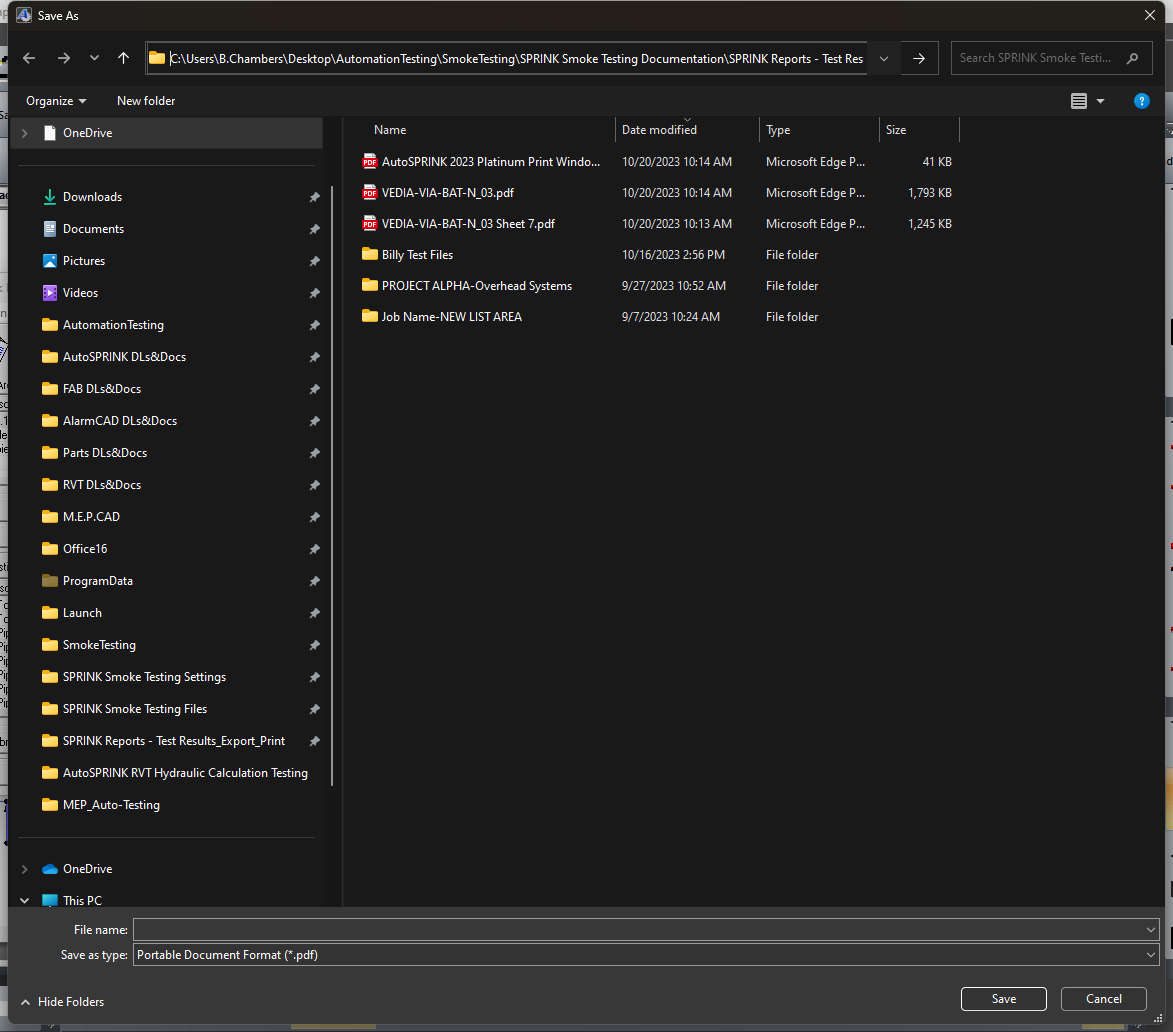 Save As
C:\Users\B.Chambers\Desktop\AutomationTesting\SmokeTesting\SPRINK Smoke Testing Documentation\SPRINK Reports - Test Res
Search SPRINK Smoke Testi...
Organize
New folder
OneDrive
Downloads
Documents
Pictures
Videos
AutomationTesting
AutoSPRINK DLs&Docs
FAB DLs&Docs
AlarmCAD DLs&Docs
Parts DLs&Docs
RVT DLs&Docs
M.E.P.CAD
Office16
ProgramData
Launch
SmokeTesting
SPRINK Smoke Testing Settings
SPRINK Smoke Testing Files
SPRINK Reports - Test Results_Export_Print
AutoSPRINK RVT Hydraulic Calculation Testing
MEP_Auto-Testing
OneDrive
This PC
Name Date modified Type Size
AutoSPRINK 2023 Platinum Print Windo... 10/20/2023 10:14 AM Microsoft Edge P... 41 KB
VEDIA-VIA-BAT-N_03.pdf 10/20/2023 10:14 AM Microsoft Edge P... 1,793 KB
VEDIA-VIA-BAT-N_03 Sheet 7.pdf 10/20/2023 10:13 AM Microsoft Edge P... 1,245 KB
Billy Test Files 10/16/2023 2:56 PM File folder
PROJECT ALPHA-Overhead Systems 9/27/2023 10:52 AM File folder
Job Name-NEW LIST AREA 9/7/2023 10:24 AM File folder
File name:
Save as type: Portable Document Format (*.pdf)
Hide Folders
Save
Cancel